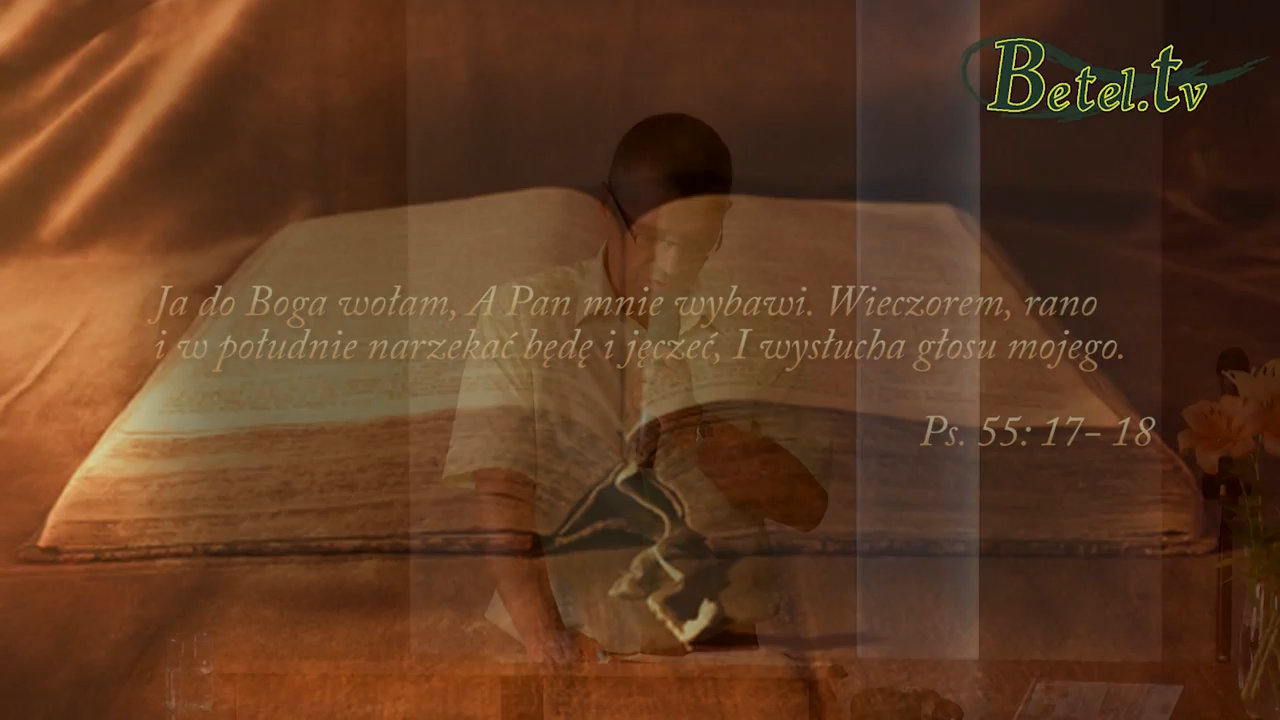 Betel.tv
Ja do Boga wołam, A Pan mnie wybawi. Wieczorem, rano
i w południe narzekać będę i jęczeć, I wysłucha głosu mojego.
Ps. 55: 17- 18